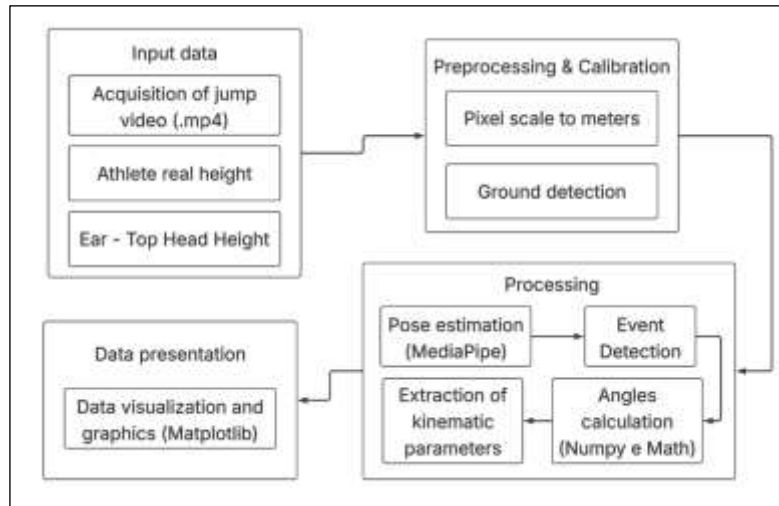 Input data
Acquisition of jump
video (.mp4)
Athlete real height
Ear - Top Head Height
Preprocessing & Calibration
Pixel scale to meters
Ground detection
Processing
Pose estimation
(MediaPipe)
Event
Detection
Angles
calculation
(Numpy e Math)
Extraction of
kinematic
parameters
Data presentation
Data visualization and
graphics (Matplotlib)